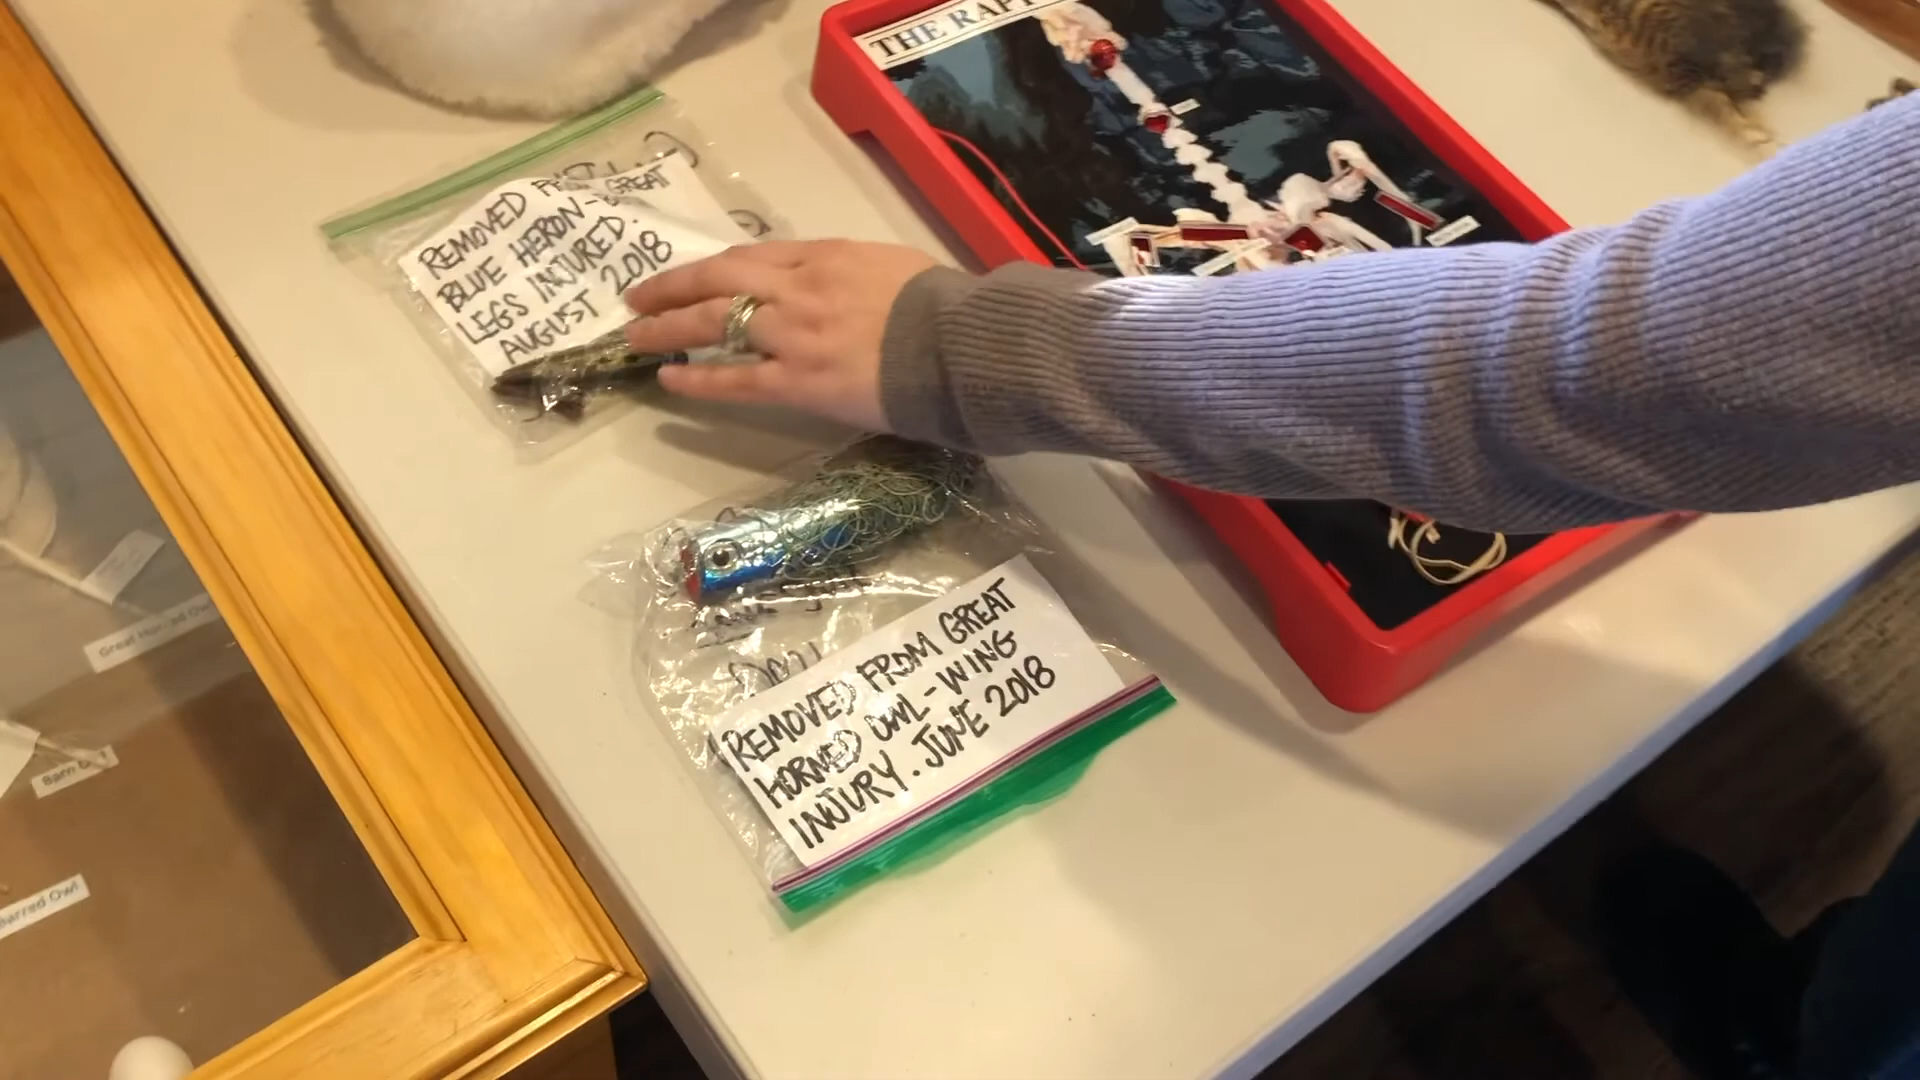 THE RAPT
REMOVED FR
BLUE HERON - GREAT
LEGS INJURED.
AUGUST 2018
REMOVED FROM GREAT
HORNED OWL - WING
INJURY. JUNE 2018
Great Horned Owl
Barn Owl
Barred Owl